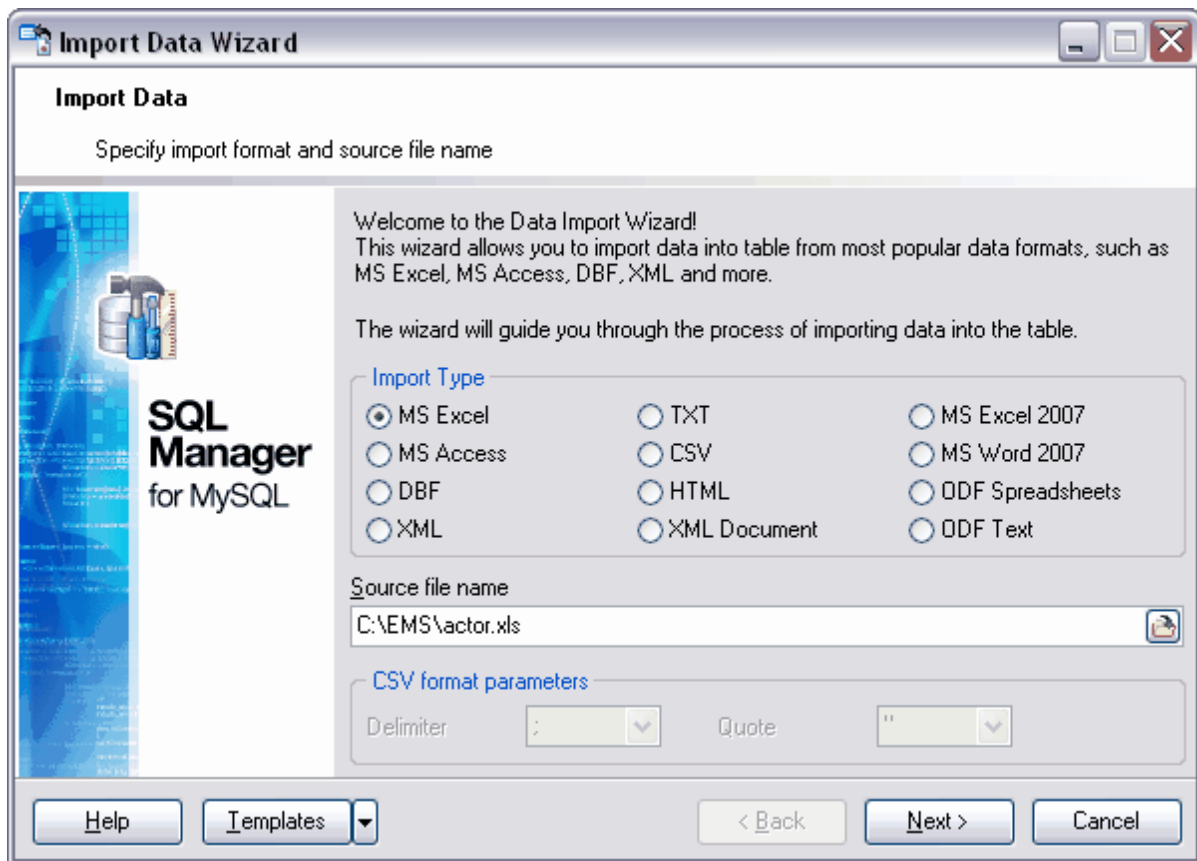 Import Data Wizard
Import Data
Specify import format and source file name
SQL
Manager
for MySQL
Welcome to the Data Import Wizard!
This wizard allows you to import data into table from most popular data formats, such as
MS Excel, MS Access, DBF, XML and more.
The wizard will guide you through the process of importing data into the table.
Import Type
MS Excel TXT MS Excel 2007
MS Access CSV MS Word 2007
DBF HTML ODF Spreadsheets
XML XML Document ODF Text
Source file name
C:\EMS\actor.xls
CSV format parameters
Delimiter ; Quote "
Help Templates < Back Next > Cancel